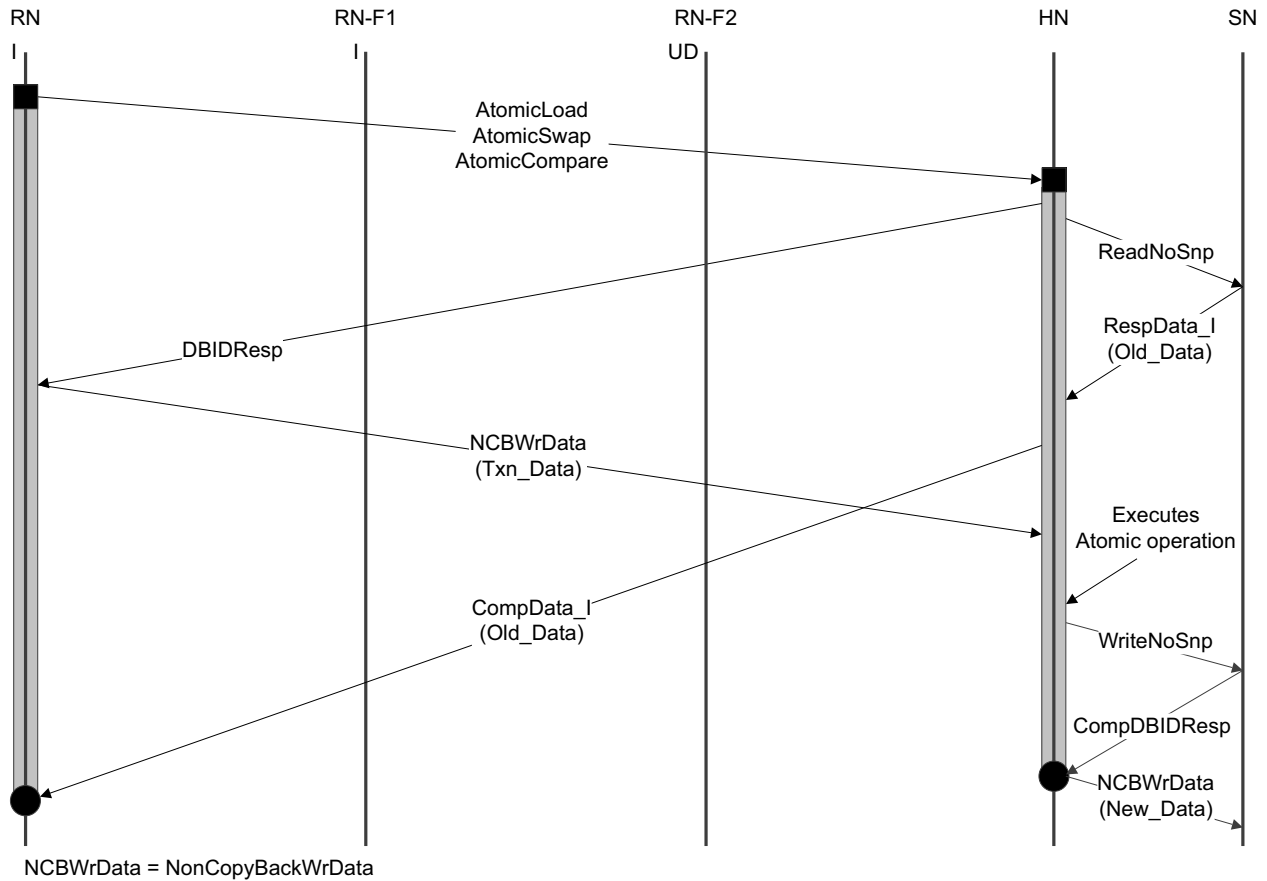 RN
RN-F1
RN-F2
HN
SN
I
I
UD
AtomicLoad
AtomicSwap
AtomicCompare
ReadNoSnp
RespData_I
(Old_Data)
DBIDResp
NCBWrData
(Txn_Data)
Executes
Atomic operation
CompData_I
(Old_Data)
WriteNoSnp
CompDBIDResp
NCBWrData
(New_Data)
NCBWrData = NonCopyBackWrData